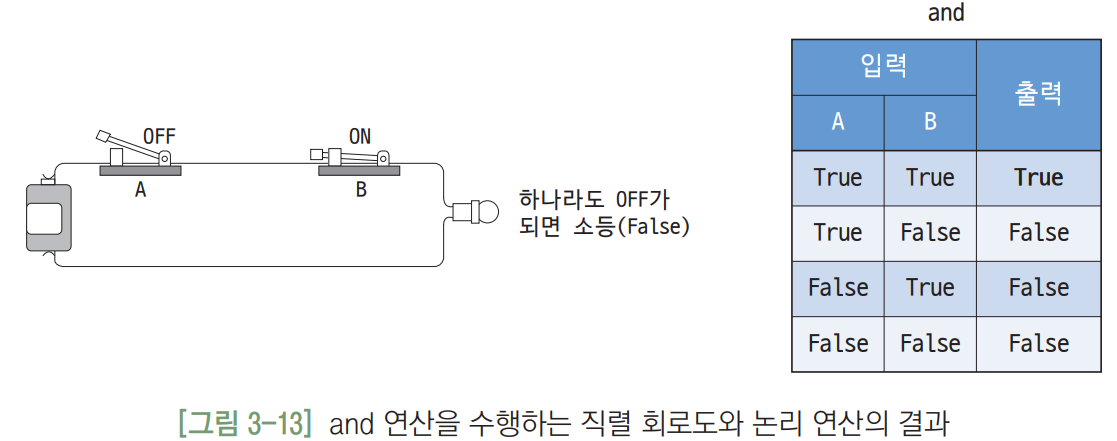 OFF
ON
A
B
하나라도 OFF가
되면 소등(False)
and
입력 출력
A B
True True True
True False False
False True False
False False False
[그림 3-13] and 연산을 수행하는 직렬 회로도와 논리 연산의 결과